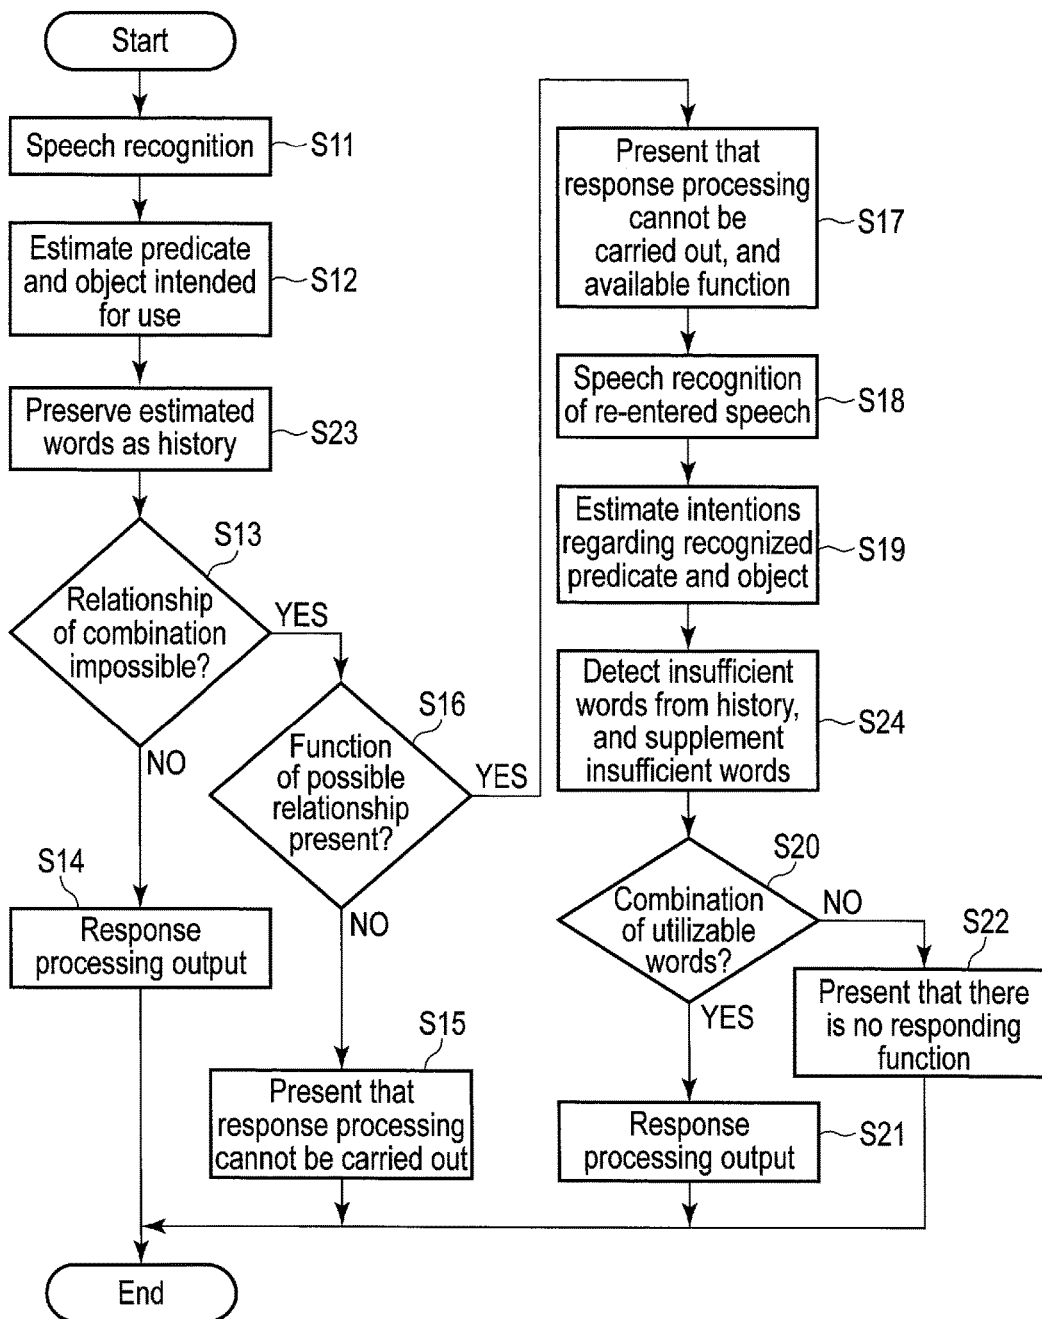 Start
Speech recognition
S11
Estimate predicate
and object intended
for use
S12
Preserve estimated
words as history
S23
S13
Relationship
of combination
impossible?
YES
NO
S16
Function
of possible
relationship
present?
YES
NO
S14
Response
processing output
S15
Present that
response processing
cannot be carried out
End
Present that
response processing
cannot be
carried out, and
available function
S17
Speech recognition
of re-entered speech
S18
Estimate intentions
regarding recognized
predicate and object
S19
Detect insufficient
words from history,
and supplement
insufficient words
S24
S20
Combination
of utilizable
words?
NO
YES
S22
Present that there
is no responding
function
Response
processing output
S21